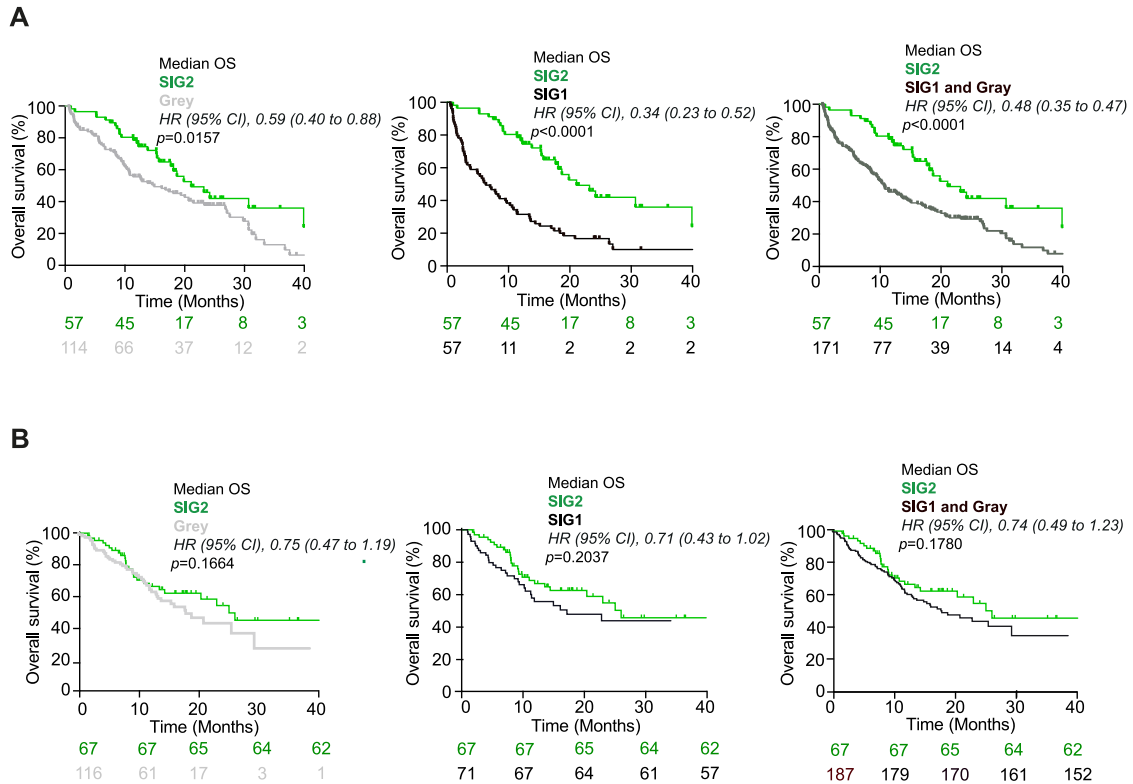 A
Median OS
SIG2
Grey
HR (95% CI), 0.59 (0.40 to 0.88)
p=0.0157
Overall survival (%)
100
80
60
40
20
0
0 10 20 30 40
Time (Months)
57 45 17 8 3
114 66 37 12 2
Median OS
SIG2
SIG1
HR (95% CI), 0.34 (0.23 to 0.52)
p<0.0001
Overall survival (%)
100
80
60
40
20
0
0 10 20 30 40
Time (Months)
57 45 17 8 3
57 11 2 2 2
Median OS
SIG2
SIG1 and Gray
HR (95% CI), 0.48 (0.35 to 0.47)
p<0.0001
Overall survival (%)
100
80
60
40
20
0
0 10 20 30 40
Time (Months)
57 45 17 8 3
171 77 39 14 4
B
Median OS
SIG2
Grey
HR (95% CI), 0.75 (0.47 to 1.19)
p=0.1664
Overall survival (%)
100
80
60
40
20
0
0 10 20 30 40
Time (Months)
67 67 65 64 62
116 61 17 3 1
Median OS
SIG2
SIG1
HR (95% CI), 0.71 (0.43 to 1.02)
p=0.2037
Overall survival (%)
100
80
60
40
20
0
0 10 20 30 40
Time (Months)
67 67 65 64 62
71 67 64 61 57
Median OS
SIG2
SIG1 and Gray
HR (95% CI), 0.74 (0.49 to 1.23)
p=0.1780
Overall survival (%)
100
80
60
40
20
0
0 10 20 30 40
Time (Months)
67 67 65 64 62
187 179 170 161 152